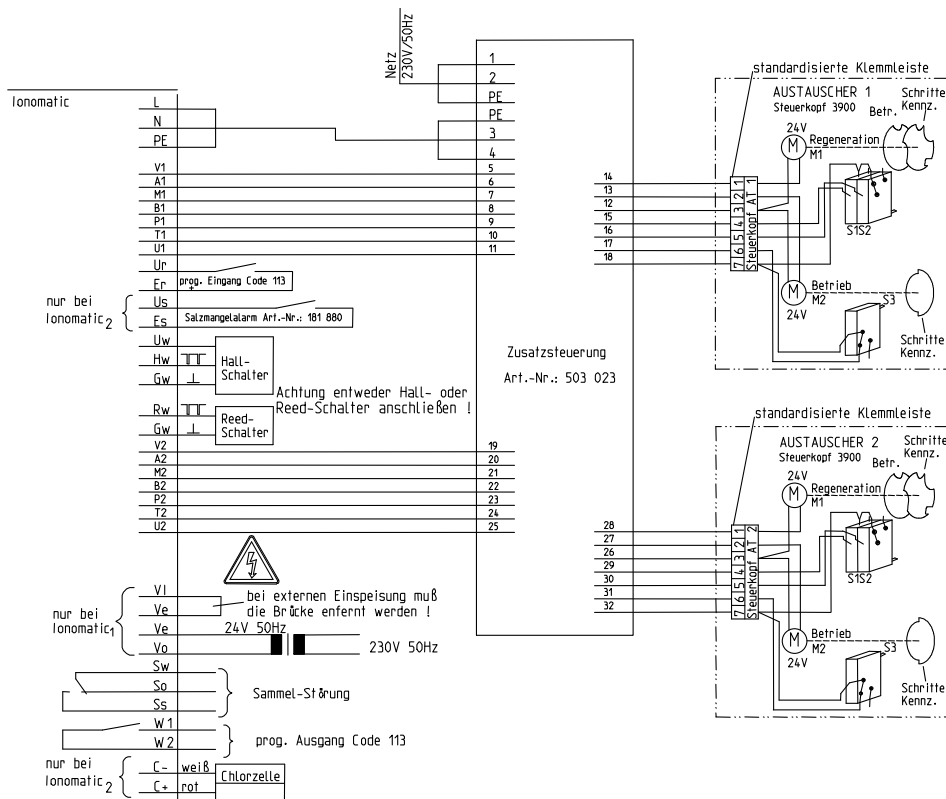 Netz
230V/50Hz
Ionomatic
L
N
PE
V1
A1
M1
B1
P1
T1
U1
Ur
Er
prog. Eingang Code 113
nur bei
Ionomatic 2
Us
Es
Salzmangelalarm Art.-Nr.: 181 880
Uw
Hw
Gw
Hall-
Schalter
Achtung entweder Hall- oder
Reed-Schalter anschließen !
Rw
Gw
Reed-
Schalter
V2
A2
M2
B2
P2
T2
U2
nur bei
Ionomatic 1
VI
Ve
Ve
Vo
bei externen Einspeisung muß
die Brücke enfernt werden !
24V 50Hz
230V 50Hz
Sw
So
Ss
Sammel-Störung
W1
W2
prog. Ausgang Code 113
nur bei
Ionomatic 2
C- weiß
C+ rot
Chlorzelle
1
2
PE
PE
3
4
5
6
7
8
9
10
11
Zusatzsteuerung
Art.-Nr.: 503 023
19
20
21
22
23
24
25
14
13
12
15
16
17
18
28
27
26
29
30
31
32
standardisierte Klemmleiste
AUSTAUSCHER 1
Steuerkopf 3900
Betr.
Schritte
Kennz.
24V
M
Regeneration
M1
1
2
3
4
5
6
7
Steuerkopf AT 1
S1S2
M
Betrieb
M2
24V
S3
Schritte
Kennz.
standardisierte Klemmleiste
AUSTAUSCHER 2
Steuerkopf 3900
Betr.
Schritte
Kennz.
24V
M
Regeneration
M1
1
2
3
4
5
6
7
Steuerkopf AT 2
S1S2
M
Betrieb
M2
24V
S3
Schritte
Kennz.